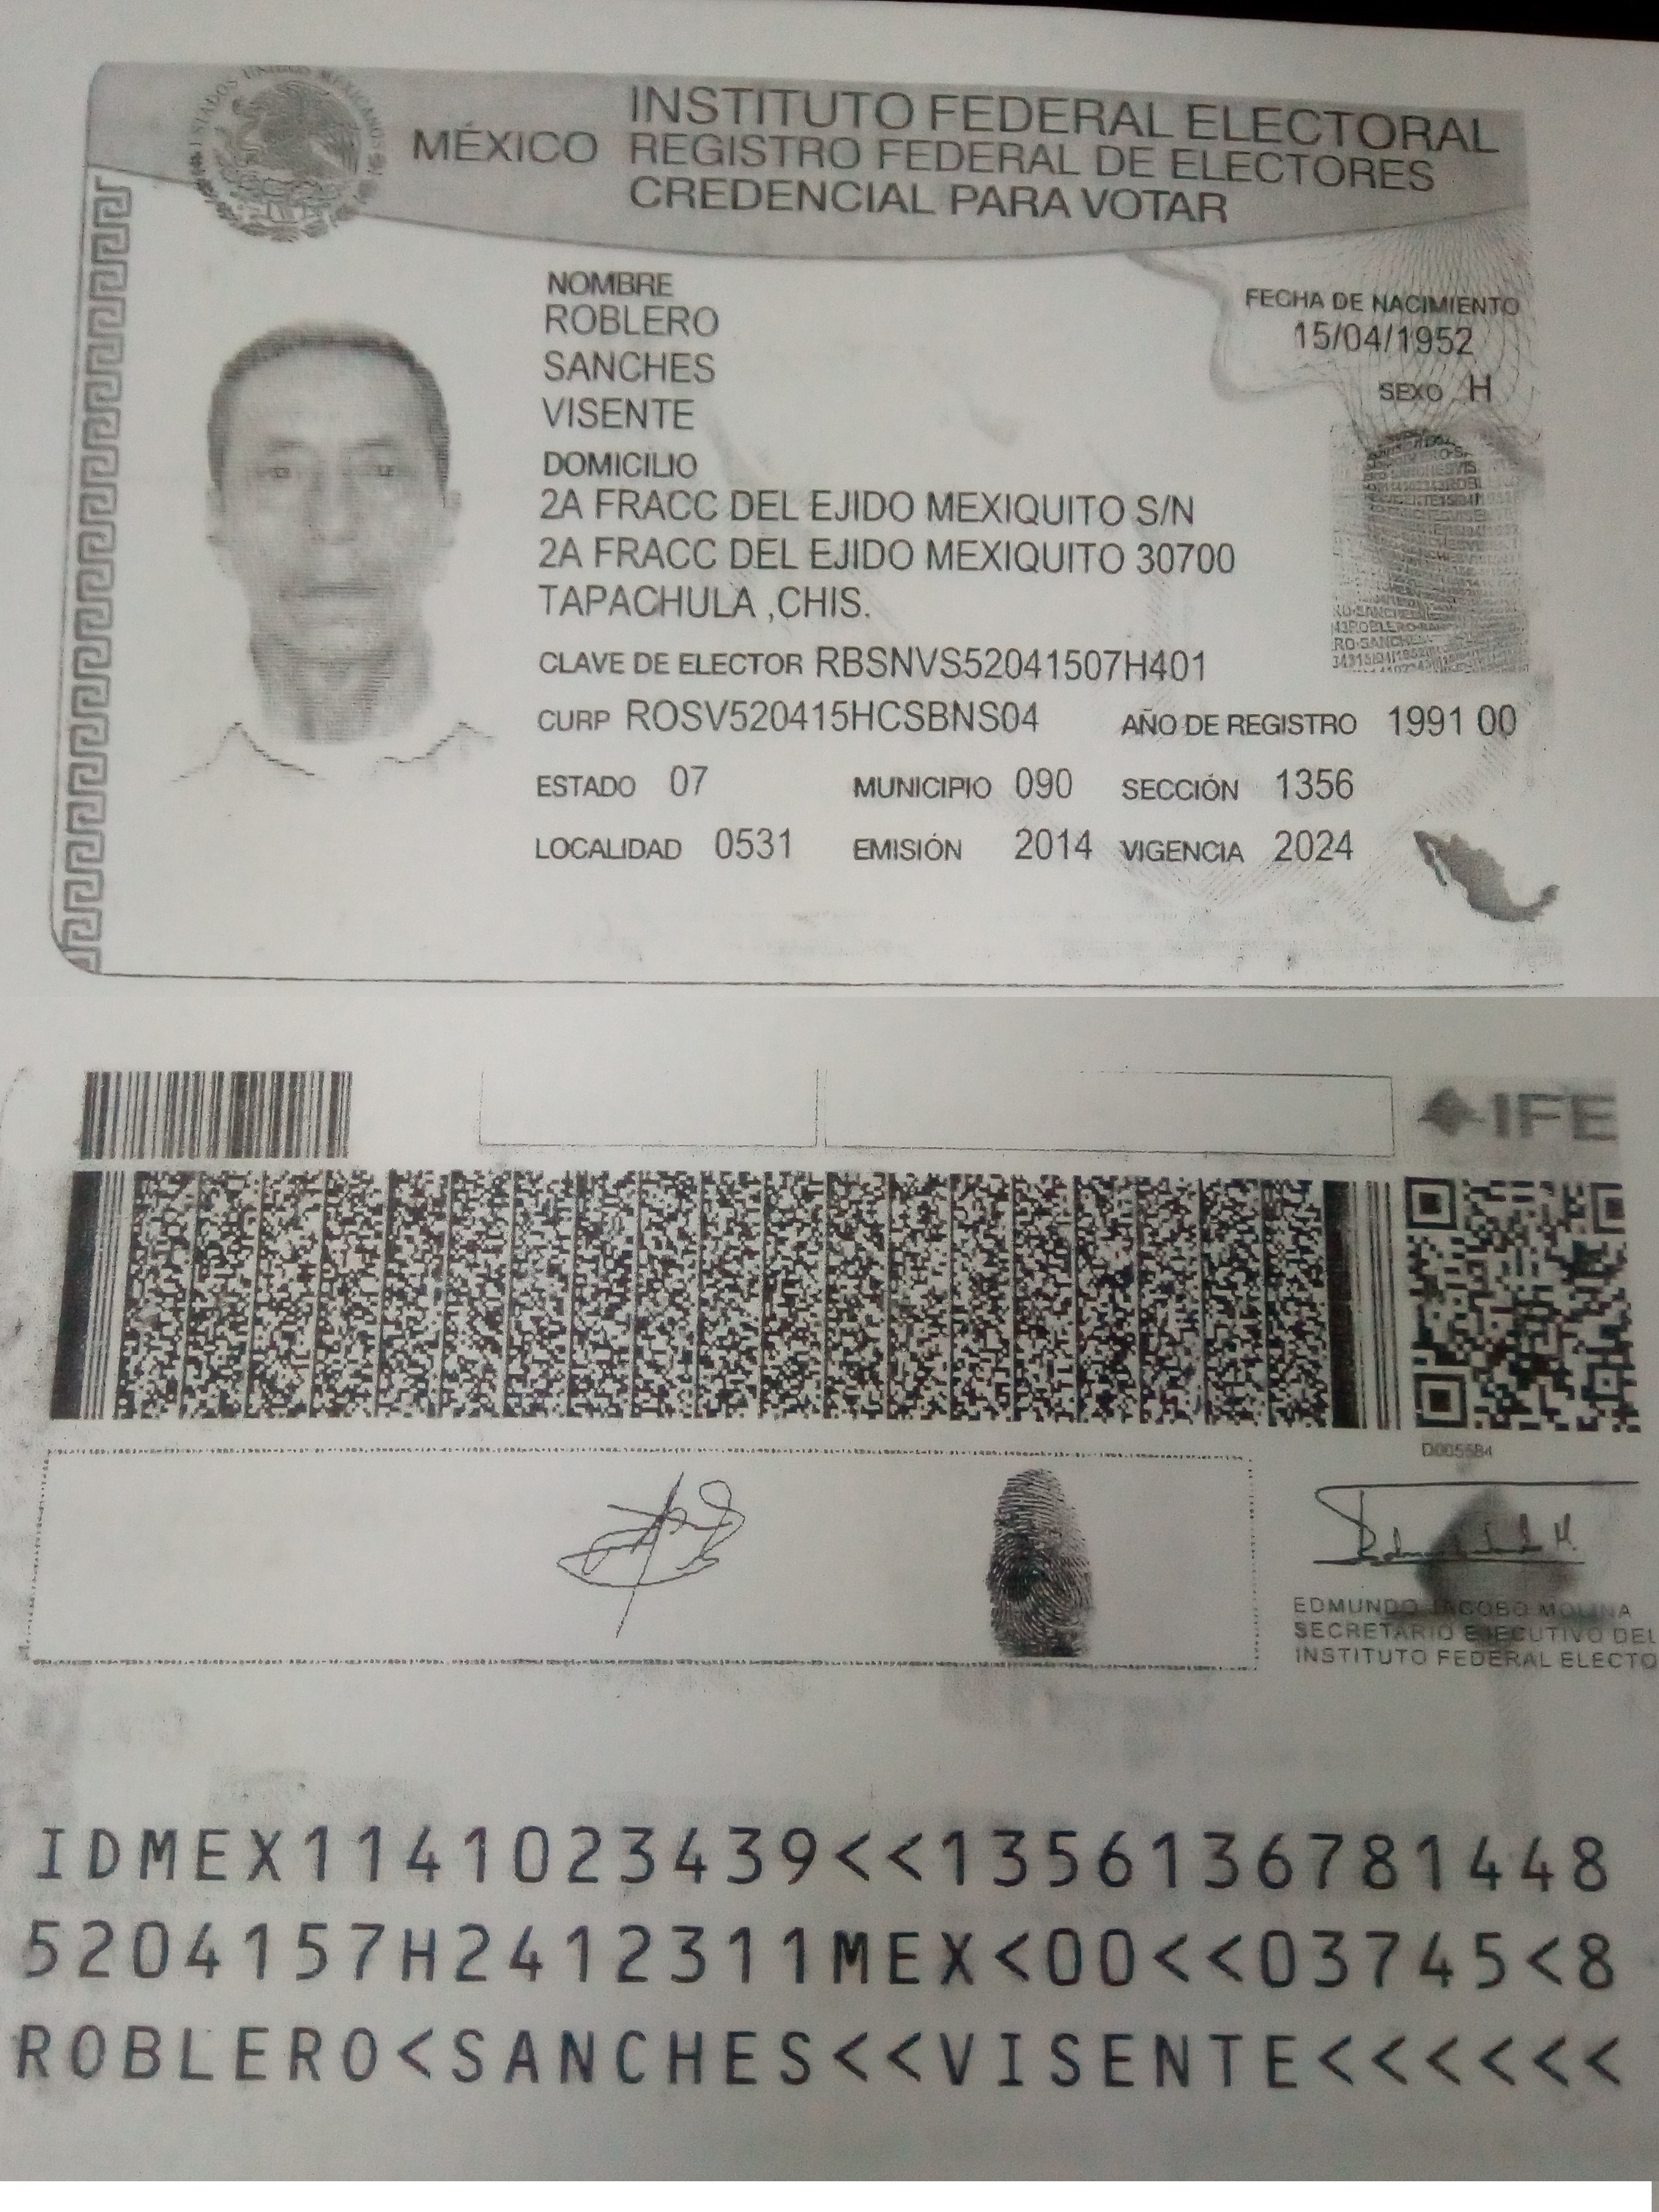 ESTADOS UNIDOS MEXICANOS
MÉXICO
INSTITUTO FEDERAL ELECTORAL
REGISTRO FEDERAL DE ELECTORES
CREDENCIAL PARA VOTAR
NOMBRE
ROBLERO
SANCHES
VISENTE
FECHA DE NACIMIENTO
15/04/1952
SEXO H
DOMICILIO
2A FRACC DEL EJIDO MEXIQUITO S/N
2A FRACC DEL EJIDO MEXIQUITO 30700
TAPACHULA ,CHIS.
CLAVE DE ELECTOR RBSNVS52041507H401
CURP ROSV520415HCSBNS04 AÑO DE REGISTRO 1991 00
ESTADO 07 MUNICIPIO 090 SECCIÓN 1356
LOCALIDAD 0531 EMISIÓN 2014 VIGENCIA 2024
IFE
D005584
EDMUNDO JACOBO MOLINA
SECRETARIO EJECUTIVO DEL
INSTITUTO FEDERAL ELECTO
IDMEX1141023439<<1356136781448
5204157H2412311MEX<00<<03745<8
ROBLERO<SANCHES<<VISENTE<<<<<<